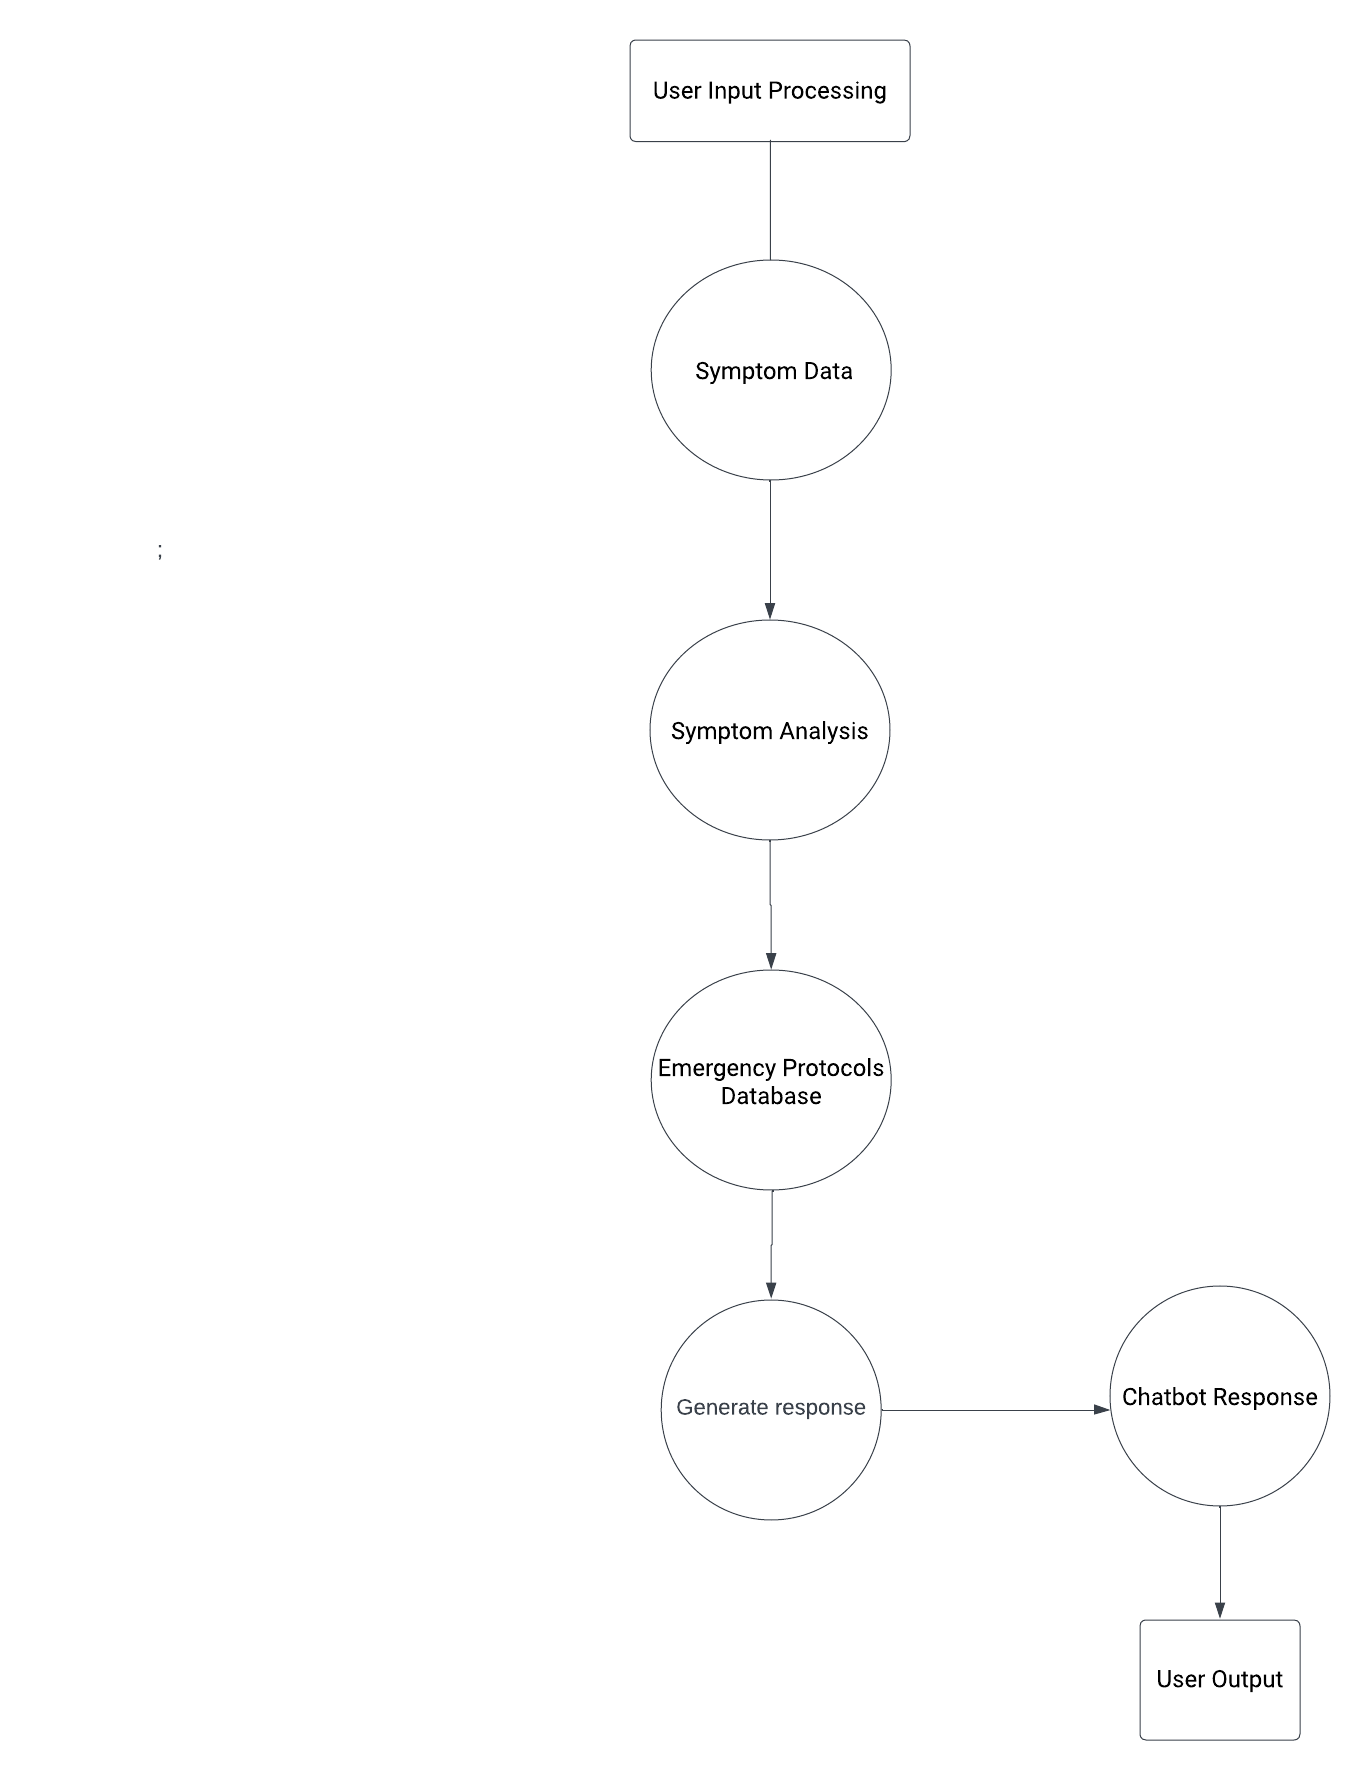 User Input Processing
Symptom Data
;
Symptom Analysis
Emergency Protocols
Database
Generate response
Chatbot Response
User Output